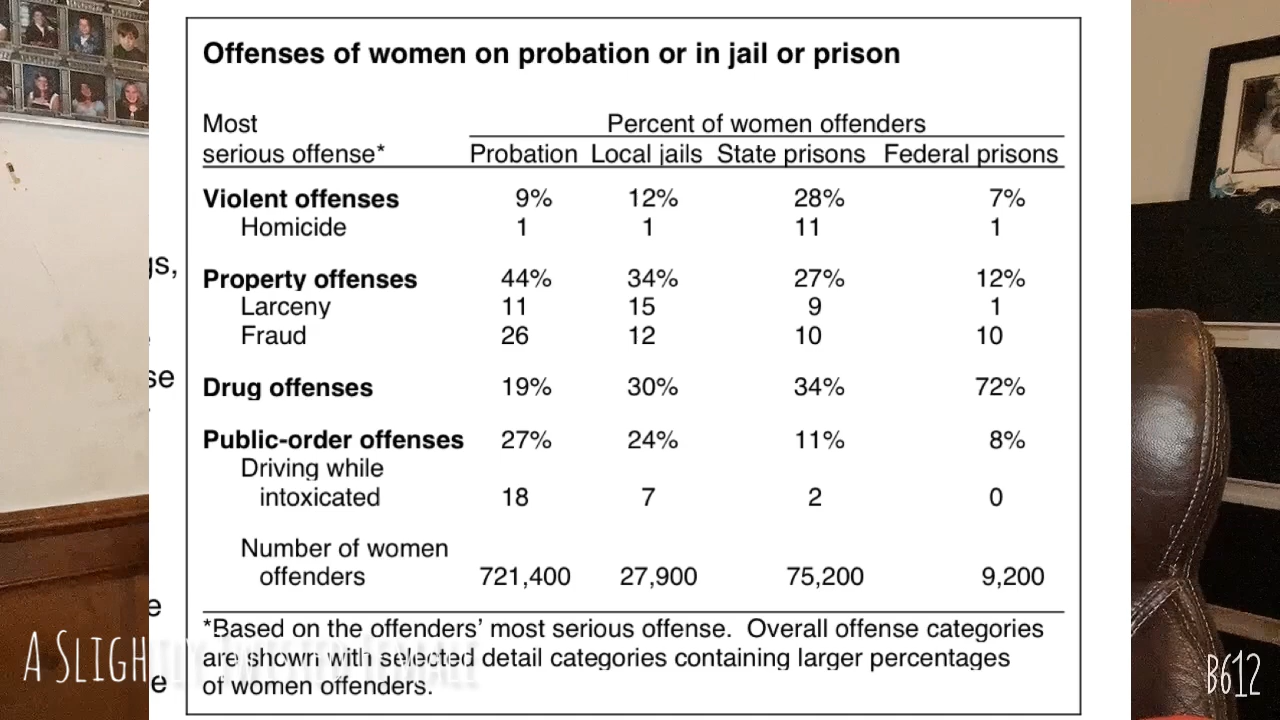 Offenses of women on probation or in jail or prison
Most Percent of women offenders
serious offense* Probation Local jails State prisons Federal prisons
Violent offenses 9% 12% 28% 7%
Homicide 1 1 11 1
gs,
Property offenses 44% 34% 27% 12%
Larceny 11 15 9 1
Fraud 26 12 10 10
se
Drug offenses 19% 30% 34% 72%
Public-order offenses 27% 24% 11% 8%
Driving while
intoxicated 18 7 2 0
Number of women
offenders 721,400 27,900 75,200 9,200
e
*Based on the offenders' most serious offense. Overall offense categories
are shown with selected detail categories containing larger percentages
of women offenders.
e
A SLIGHTLY TWISTED FEMALE
B612